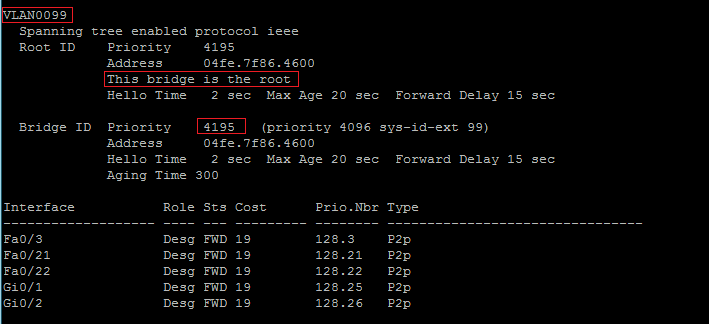 VLAN0099
Spanning tree enabled protocol ieee
Root ID Priority 4195
Address 04fe.7f86.4600
This bridge is the root
Hello Time 2 sec Max Age 20 sec Forward Delay 15 sec
Bridge ID Priority 4195 (priority 4096 sys-id-ext 99)
Address 04fe.7f86.4600
Hello Time 2 sec Max Age 20 sec Forward Delay 15 sec
Aging Time 300
Interface Role Sts Cost Prio.Nbr Type
------------------- ---- --- --------- -------- --------------------------------
Fa0/3 Desg FWD 19 128.3 P2p
Fa0/21 Desg FWD 19 128.21 P2p
Fa0/22 Desg FWD 19 128.22 P2p
Gi0/1 Desg FWD 19 128.25 P2p
Gi0/2 Desg FWD 19 128.26 P2p